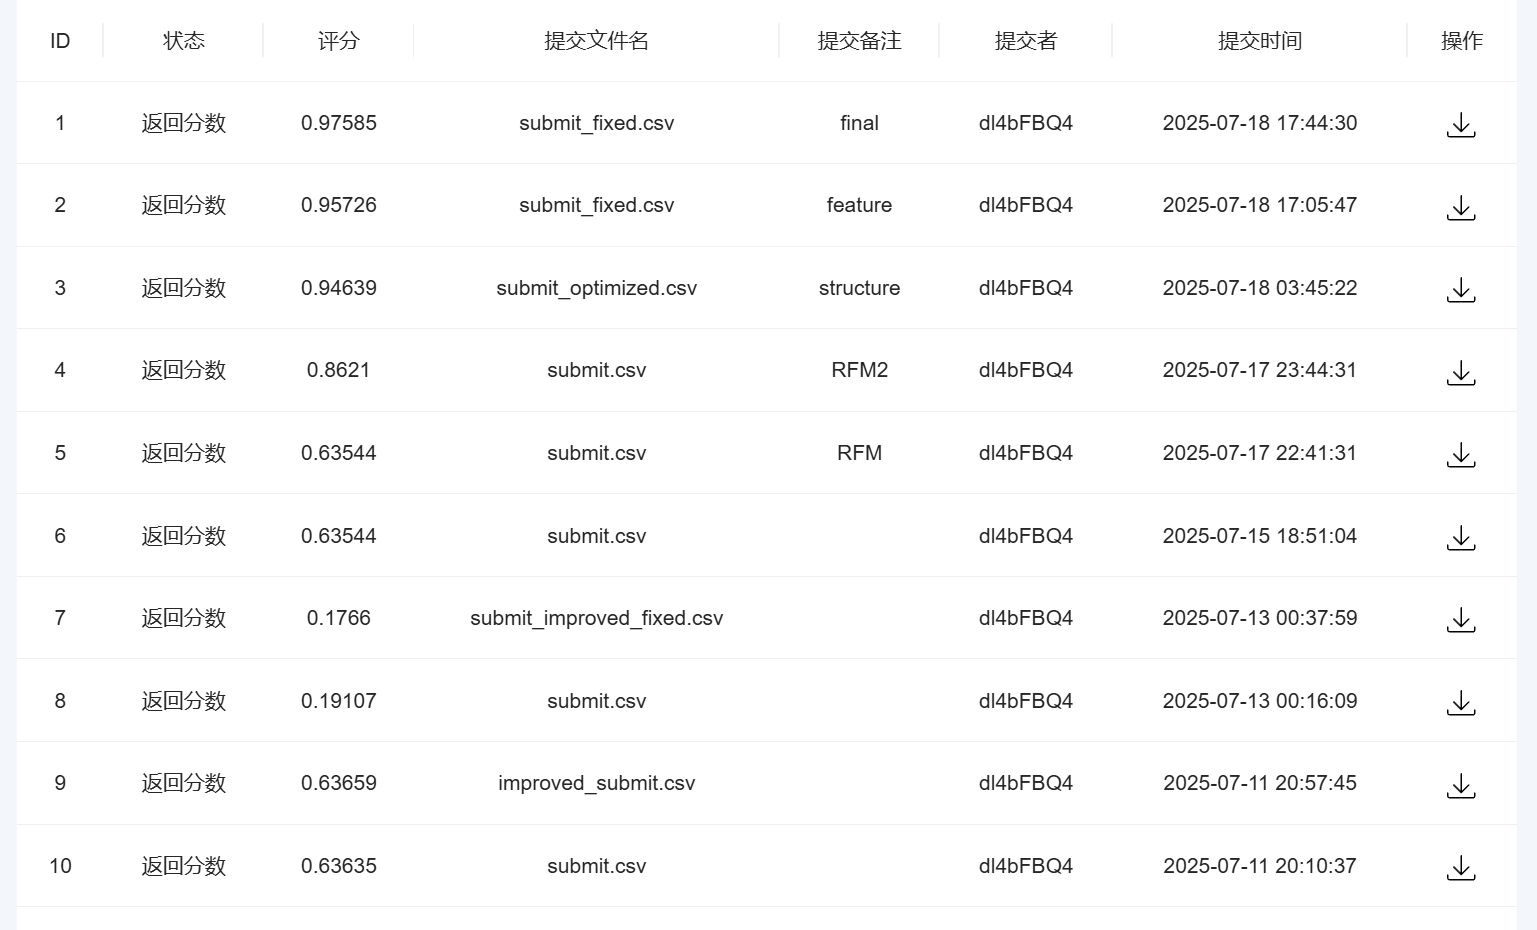 ID 状态 评分 提交文件名 提交备注 提交者 提交时间 操作
1 返回分数 0.97585 submit_fixed.csv final dl4bFBQ4 2025-07-18 17:44:30
2 返回分数 0.95726 submit_fixed.csv feature dl4bFBQ4 2025-07-18 17:05:47
3 返回分数 0.94639 submit_optimized.csv structure dl4bFBQ4 2025-07-18 03:45:22
4 返回分数 0.8621 submit.csv RFM2 dl4bFBQ4 2025-07-17 23:44:31
5 返回分数 0.63544 submit.csv RFM dl4bFBQ4 2025-07-17 22:41:31
6 返回分数 0.63544 submit.csv dl4bFBQ4 2025-07-15 18:51:04
7 返回分数 0.1766 submit_improved_fixed.csv dl4bFBQ4 2025-07-13 00:37:59
8 返回分数 0.19107 submit.csv dl4bFBQ4 2025-07-13 00:16:09
9 返回分数 0.63659 improved_submit.csv dl4bFBQ4 2025-07-11 20:57:45
10 返回分数 0.63635 submit.csv dl4bFBQ4 2025-07-11 20:10:37